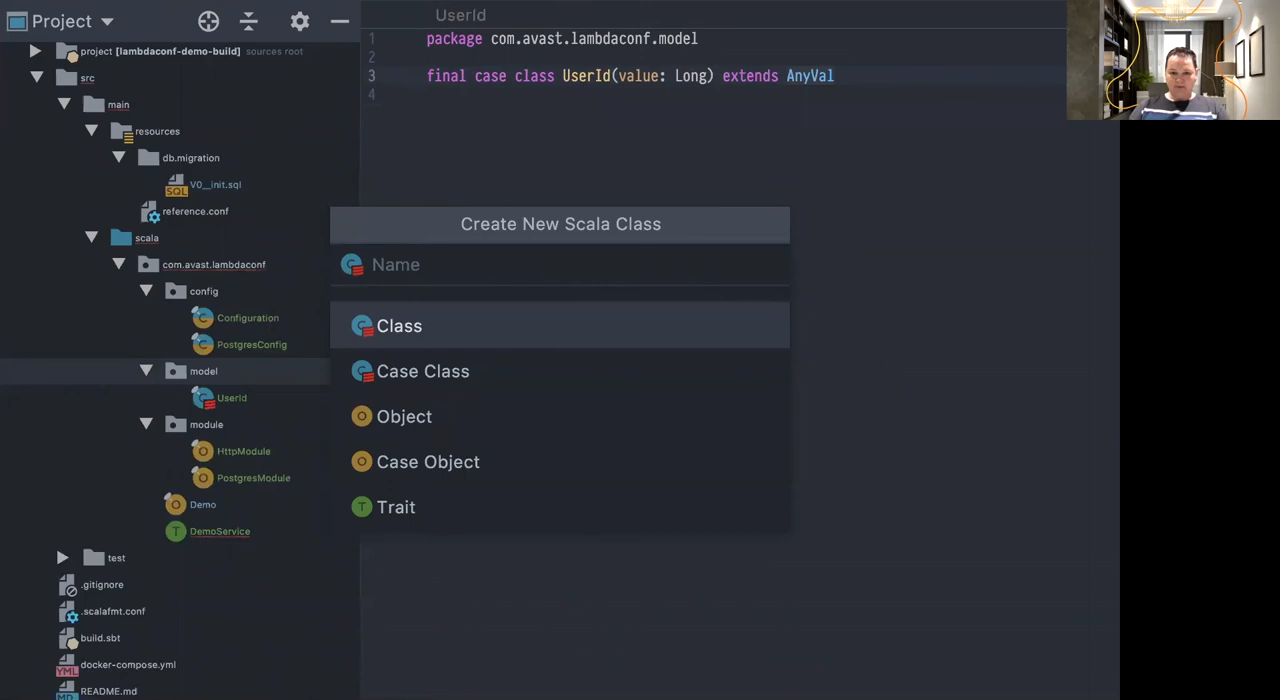 Project
project [lambdaconf-demo-build] sources root
src
main
resources
db.migration
SQL
V0__init.sql
reference.conf
scala
com.avast.lambdaconf
config
C
Configuration
C
PostgresConfig
model
C
UserId
module
O
HttpModule
O
PostgresModule
O
Demo
T
DemoService
test
.gitignore
.scalafmt.conf
build.sbt
YML
docker-compose.yml
MD
README.md
UserId
1
package com.avast.lambdaconf.model
2
3
final case class UserId(value: Long) extends AnyVal
4
Create New Scala Class
C
Name
C
Class
C
Case Class
O
Object
O
Case Object
T
Trait